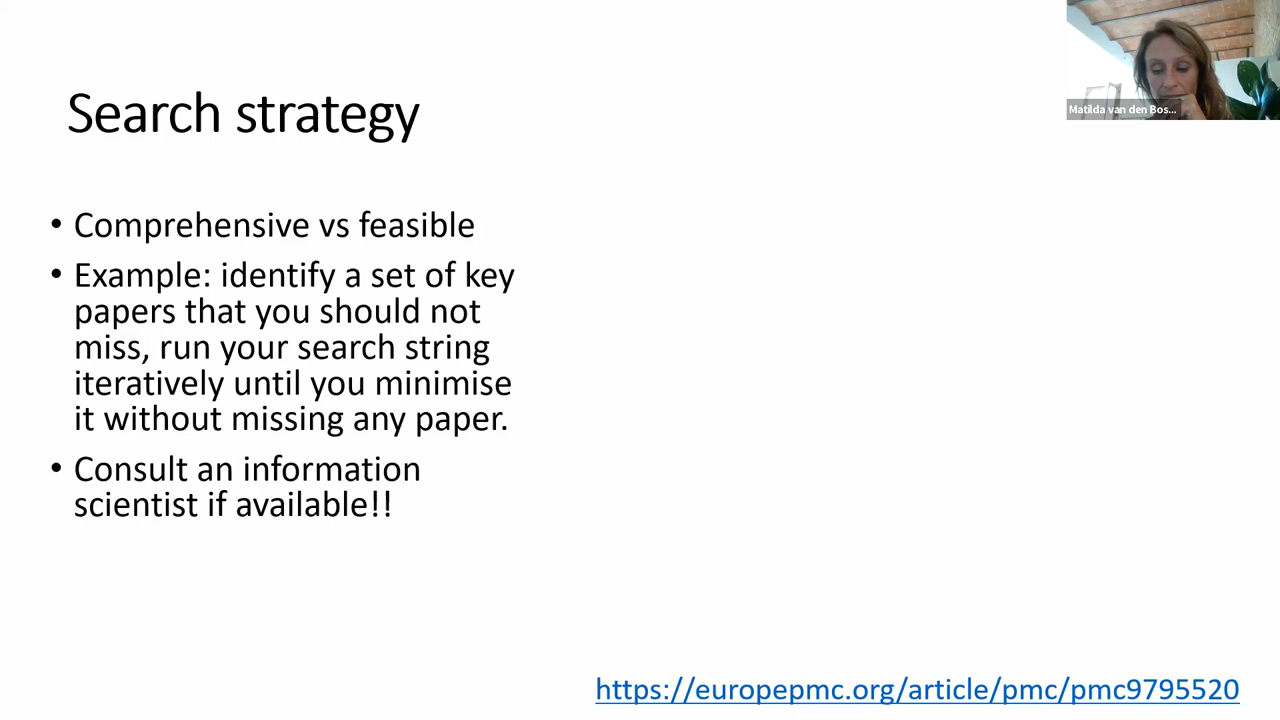 Matilda van den Bos...
Search strategy
• Comprehensive vs feasible
• Example: identify a set of key
papers that you should not
miss, run your search string
iteratively until you minimise
it without missing any paper.
• Consult an information
scientist if available!!
https://europepmc.org/article/pmc/pmc9795520